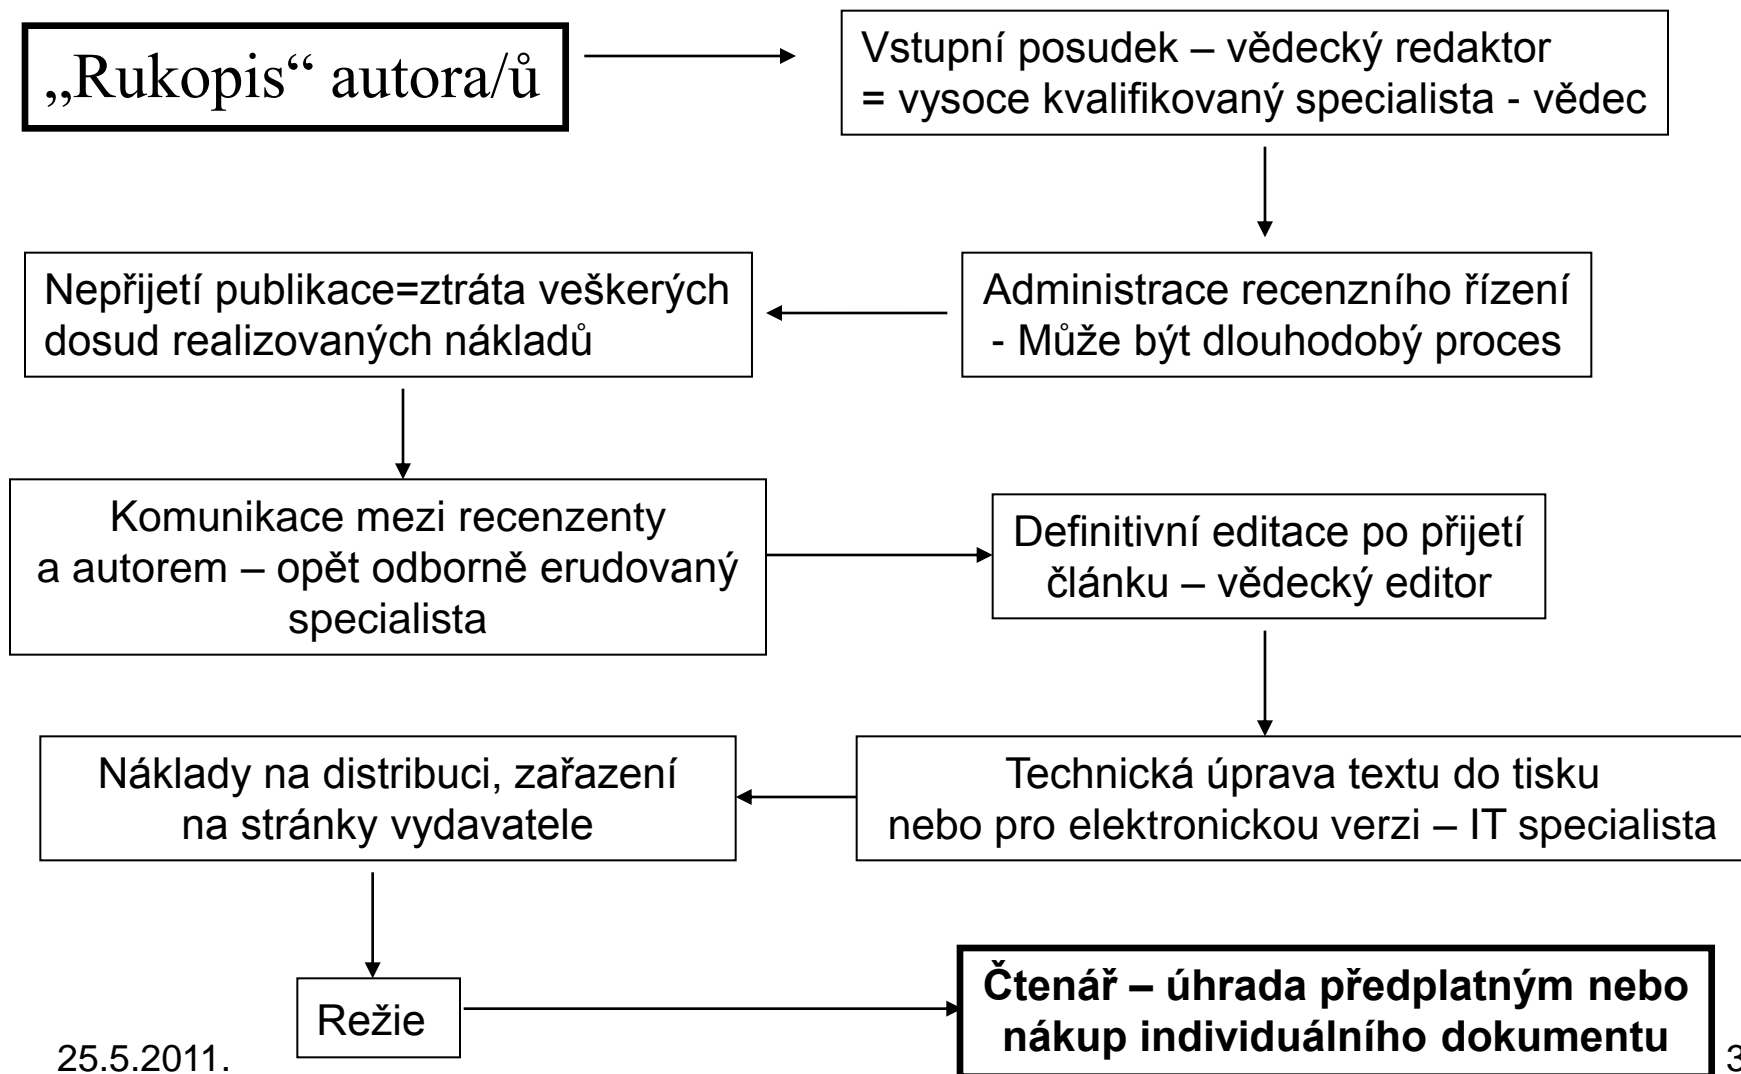 „Rukopis“ autora/ů
Vstupní posudek – vědecký redaktor
= vysoce kvalifikovaný specialista - vědec
Nepřijetí publikace=ztráta veškerých
dosud realizovaných nákladů
Administrace recenzního řízení
- Může být dlouhodobý proces
Komunikace mezi recenzenty
a autorem – opět odborně erudovaný
specialista
Definitivní editace po přijetí
článku – vědecký editor
Náklady na distribuci, zařazení
na stránky vydavatele
Technická úprava textu do tisku
nebo pro elektronickou verzi – IT specialista
Režie
Čtenář – úhrada předplatným nebo
nákup individuálního dokumentu
25.5.2011.
3